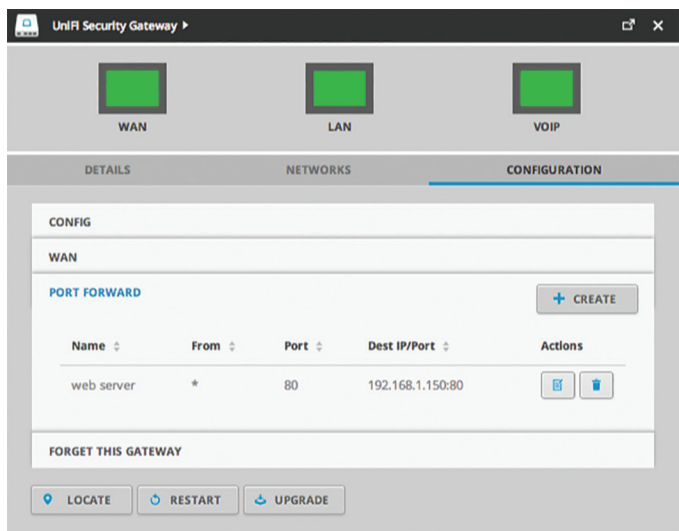 UniFi Security Gateway
WAN LAN VOIP
DETAILS NETWORKS CONFIGURATION
CONFIG
WAN
PORT FORWARD
+ CREATE
Name From Port Dest IP/Port Actions
web server * 80 192.168.1.150:80
FORGET THIS GATEWAY
LOCATE RESTART UPGRADE